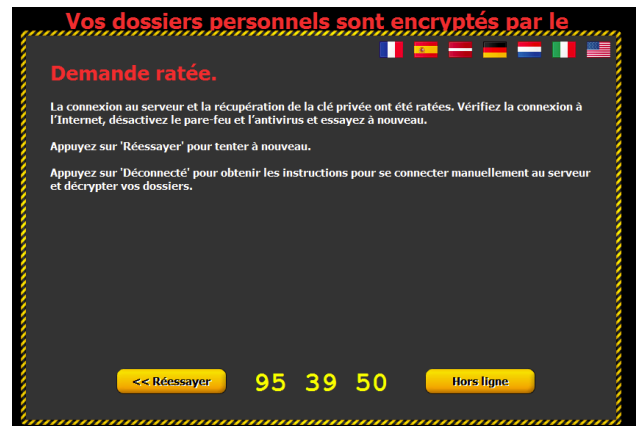 Vos dossiers personnels sont encryptés par le
Demande ratée.
La connexion au serveur et la récupération de la clé privée ont été ratées. Vérifiez la connexion à
l'Internet, désactivez le pare-feu et l'antivirus et essayez à nouveau.
Appuyez sur 'Réessayer' pour tenter à nouveau.
Appuyez sur 'Déconnecté' pour obtenir les instructions pour se connecter manuellement au serveur
et décrypter vos dossiers.
<< Réessayer 95 39 50 Hors ligne